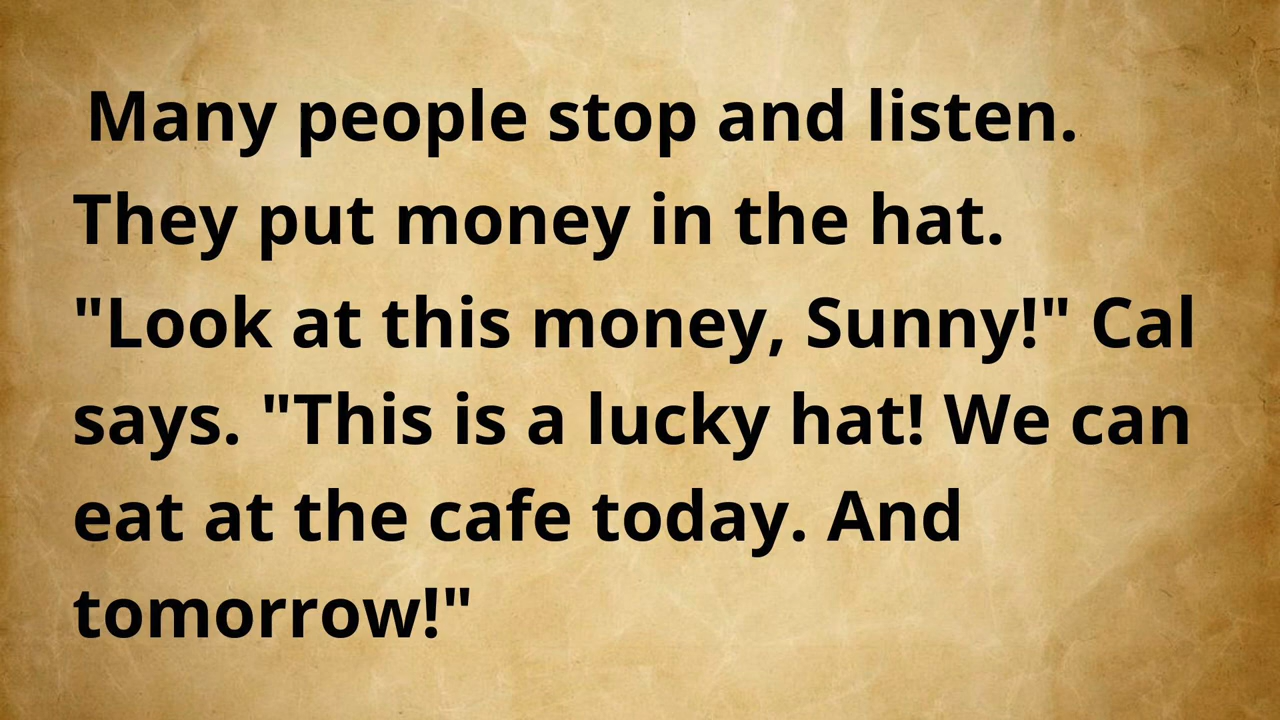 Many people stop and listen.
They put money in the hat.
"Look at this money, Sunny!" Cal
says. "This is a lucky hat! We can
eat at the cafe today. And
tomorrow!"